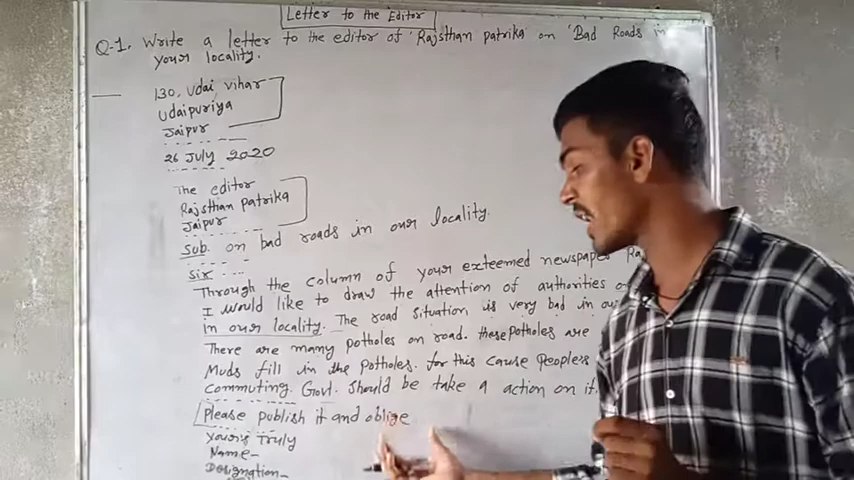 Letter to the Editor
Q-1. Write a letter to the editor of 'Rajsthan patrika' on 'Bad Roads in
your locality.
130, Udai vihar
Udaipuriya
Jaipur
26 July 2020
The editor
Rajsthan patrika
Jaipur
Sub. on bad roads in our locality.
Sir
Through the column of your exteemed newspaper Ra
I would like to draw the attention of authorities
in our locality. The road situation is very bad in ou
There are many potholes on road. these Potholes are
Muds fill in the Potholes. for this Cause Peoples
Commuting. Govt. Should be take a action on it.
Please publish it and oblize
Yours Truly
Name-
Designation-